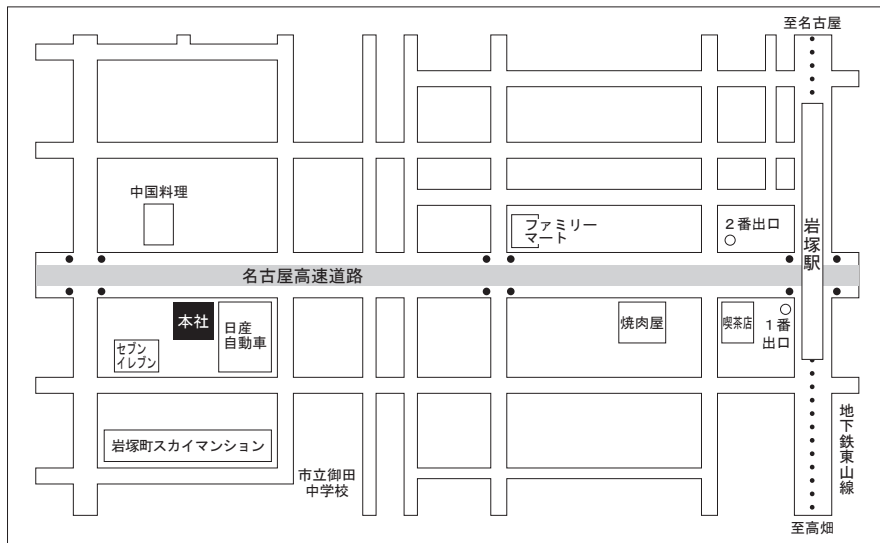 至名古屋
中国料理
ファミリー
マート
２番出口
岩塚駅
名古屋高速道路
本社
日産
自動車
セブン
イレブン
焼肉屋
喫茶店
１番
出口
岩塚町スカイマンション
市立御田
中学校
地下鉄東山線
至高畑